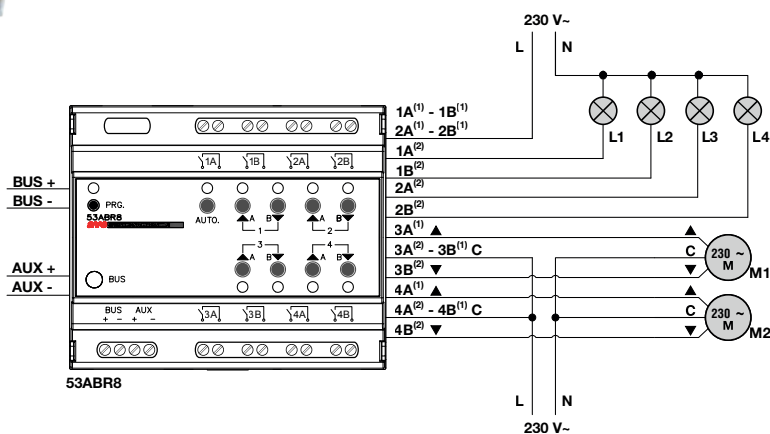 230 V~
L N
1A(1) - 1B(1)
2A(1) - 2B(1)
1A(2)
1B(2)
2A(2)
2B(2)
L1 L2 L3 L4
1A 1B 2A 2B
BUS +
BUS -
PRG.
53ABR8
AUTO.
A B A B
1 2
3 4
A B A B
AUX +
AUX -
BUS
BUS AUX
+ - + -
3A 3B 4A 4B
53ABR8
3A(1) ▲
3A(2) - 3B(1) C
3B(2) ▼
4A(1) ▲
4A(2) - 4B(1) C
4B(2) ▼
▲
C
▼
230 ~
M
M1
▲
C
▼
230 ~
M
M2
L N
230 V~